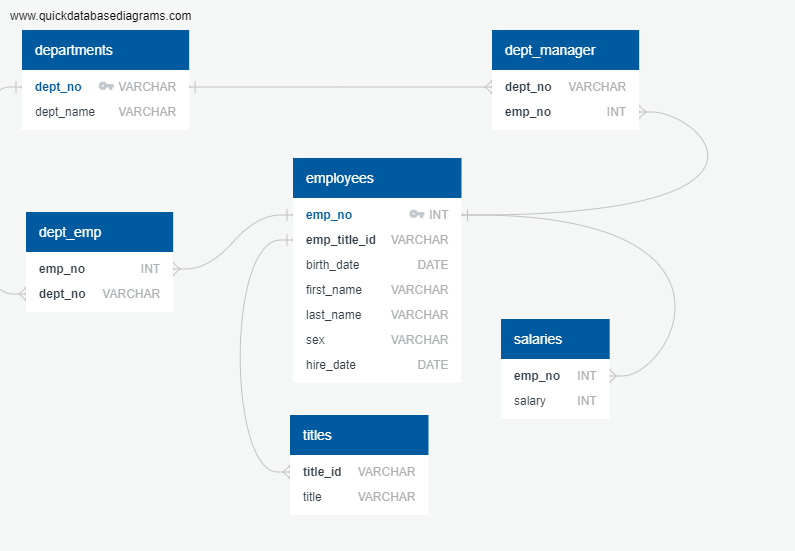 www.quickdatabasediagrams.com
departments
dept_no VARCHAR
dept_name VARCHAR
dept_manager
dept_no VARCHAR
emp_no INT
employees
emp_no INT
emp_title_id VARCHAR
birth_date DATE
first_name VARCHAR
last_name VARCHAR
sex VARCHAR
hire_date DATE
dept_emp
emp_no INT
dept_no VARCHAR
salaries
emp_no INT
salary INT
titles
title_id VARCHAR
title VARCHAR